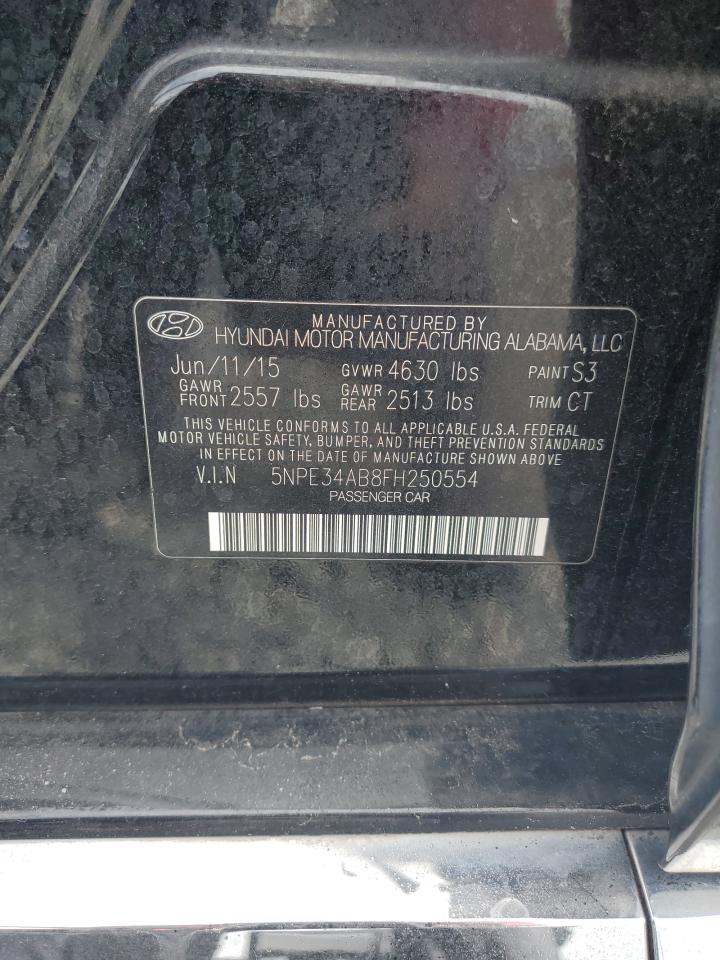 MANUFACTURED BY
HYUNDAI MOTOR MANUFACTURING ALABAMA, LLC
Jun/11/15 GVWR 4630 lbs PAINT S3
GAWR FRONT 2557 lbs GAWR REAR 2513 lbs TRIM CT
THIS VEHICLE CONFORMS TO ALL APPLICABLE U.S.A. FEDERAL
MOTOR VEHICLE SAFETY, BUMPER, AND THEFT PREVENTION STANDARDS
IN EFFECT ON THE DATE OF MANUFACTURE SHOWN ABOVE
V.I.N 5NPE34AB8FH250554
PASSENGER CAR